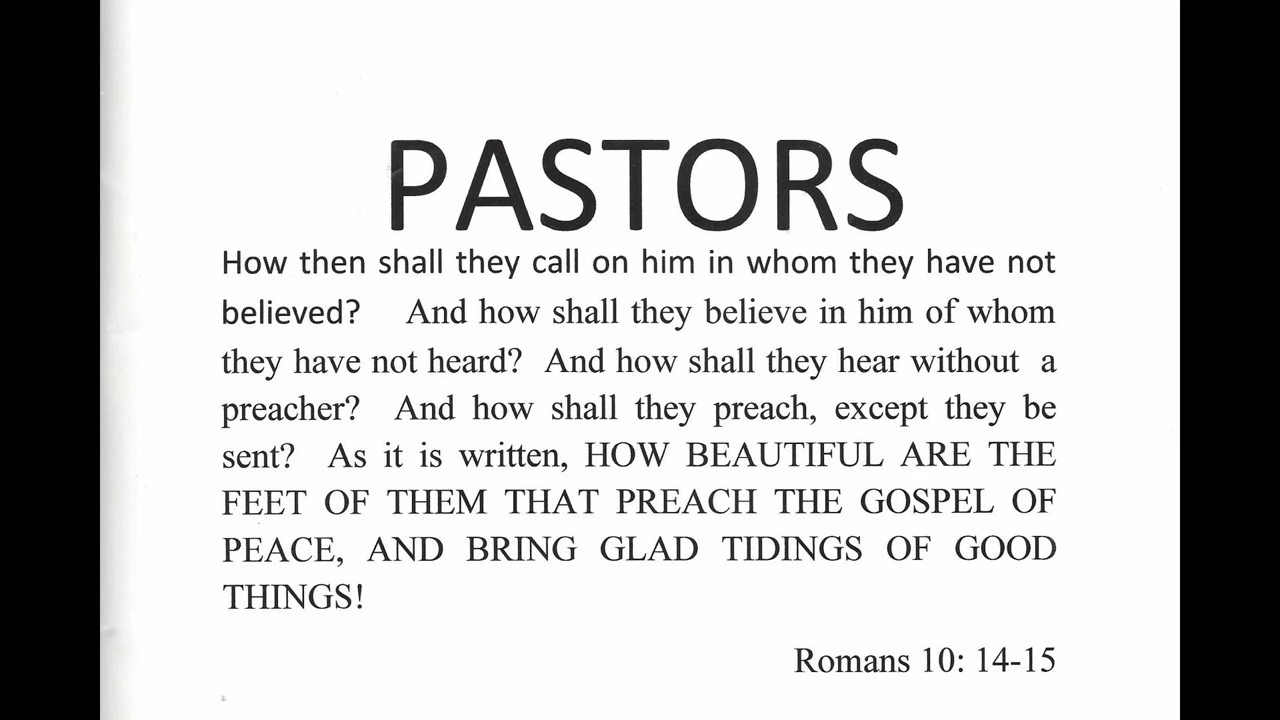 PASTORS
How then shall they call on him in whom they have not
believed? And how shall they believe in him of whom
they have not heard? And how shall they hear without a
preacher? And how shall they preach, except they be
sent? As it is written, HOW BEAUTIFUL ARE THE
FEET OF THEM THAT PREACH THE GOSPEL OF
PEACE, AND BRING GLAD TIDINGS OF GOOD
THINGS!
Romans 10: 14-15